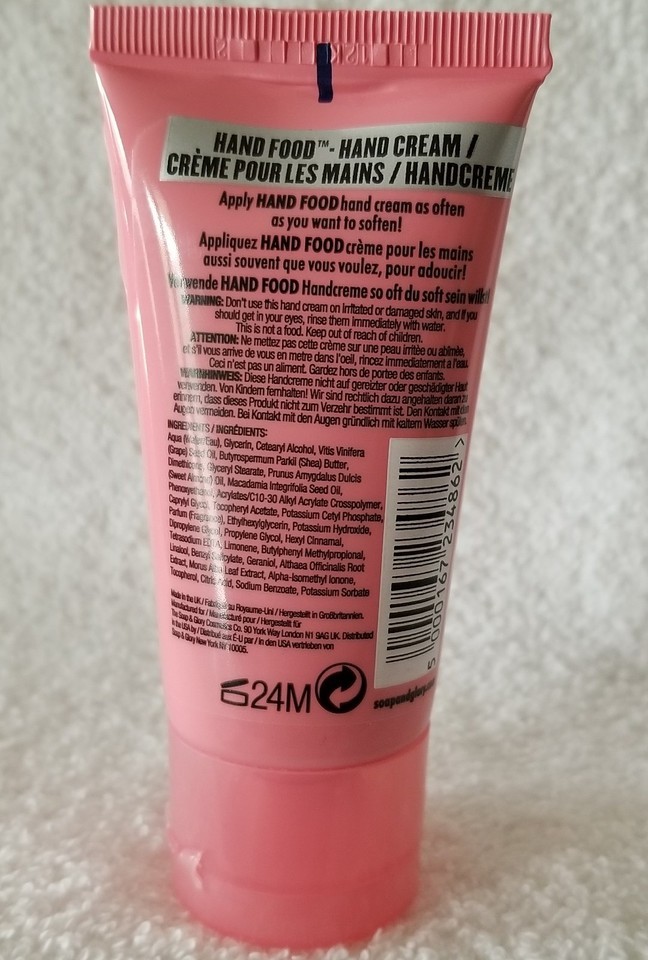 HAND FOOD™- HAND CREAM /
CRÈME POUR LES MAINS / HANDCREME
Apply HAND FOOD hand cream as often
as you want to soften!
Appliquez HAND FOOD crème pour les mains
aussi souvent que vous voulez, pour adoucir!
HAND FOOD Handcreme so oft du soft sein willst!
WARNING: Don't use this hand cream on irritated or damaged skin, and if you
should get in your eyes, rinse them immediately with water.
This is not a food. Keep out of reach of children.
ATTENTION: Ne mettez pas cette crème sur une peau irritée ou abîmée,
et s'il vous arrive de vous en metre dans l'oeil, rincez immediatement a l'eau.
Ceci n'est pas un aliment. Gardez hors de portee des enfants.
WARNHINWEIS: Diese Handcreme nicht auf gereizter oder geschädigter Haut
verwenden. Von Kindern fernhalten! Wir sind rechtlich dazu angehalten daran zu
erinnern, dass dieses Produkt nicht zum Verzehr bestimmt ist. Den Kontakt mit den
Augen vermeiden. Bei Kontakt mit den Augen gründlich mit kaltem Wasser spülen.
INGREDIENTS / INGRÉDIENTS:
Aqua (Water/Eau), Glycerin, Cetearyl Alcohol, Vitis Vinifera
(Grape) Seed Oil, Butyrospermum Parkii (Shea) Butter,
Dimethicone, Glyceryl Stearate, Prunus Amygdalus Dulcis
(Sweet Almond) Oil, Macadamia Integrifolia Seed Oil,
Phenoxyethanol, Acrylates/C10-30 Alkyl Acrylate Crosspolymer,
Caprylyl Glycol, Tocopheryl Acetate, Potassium Cetyl Phosphate,
Parfum (Fragrance), Ethylhexylglycerin, Potassium Hydroxide,
Dipropylene Glycol, Propylene Glycol, Hexyl Cinnamal,
Tetrasodium EDTA, Limonene, Butylphenyl Methylpropional,
Linalool, Benzyl Salicylate, Geraniol, Althaea Officinalis Root
Extract, Morus Alba Leaf Extract, Alpha-Isomethyl Ionone,
Tocopherol, Citric Acid, Sodium Benzoate, Potassium Sorbate
Made in the UK / Fabriqué au Royaume-Uni / Hergestellt in Großbritannien.
Manufactured for / Manufacturé pour / Hergestellt für
The Soap & Glory Cosmetics Co. 90 York Way London N1 9AG UK. Distributed
in the USA by / Distribué aux É-U par / in den USA vertrieben von
Soap & Glory New York NY 10005.
5 000167 234862 >
24M
soapandglory.com